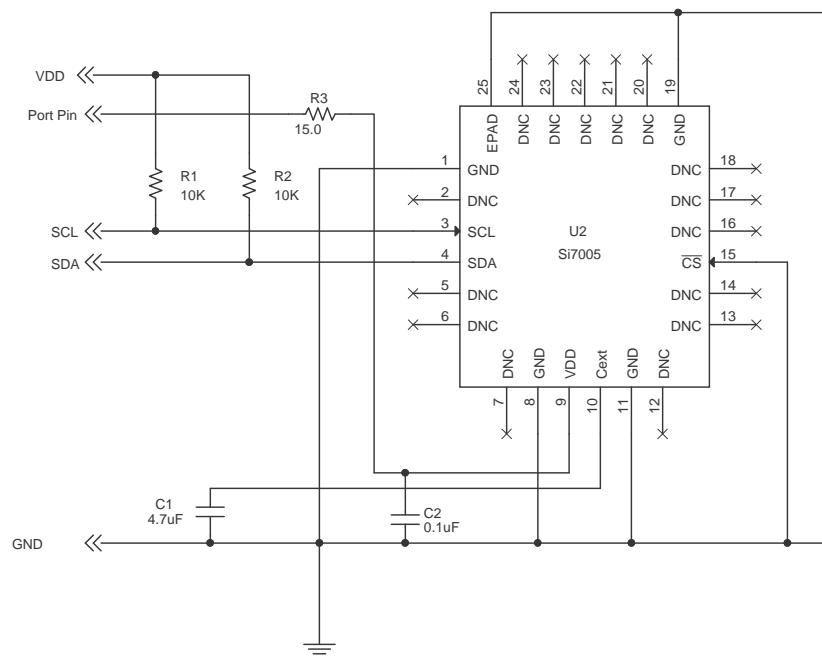 VDD
Port Pin
R3
15.0
R1
10K
R2
10K
SCL
SDA
GND
C1
4.7uF
C2
0.1uF
25
24
23
22
21
20
19
EPAD
DNC
DNC
DNC
DNC
DNC
GND
1
GND
2
DNC
3
SCL
4
SDA
5
DNC
6
DNC
U2
Si7005
DNC
18
DNC
17
DNC
16
CS
15
DNC
14
DNC
13
DNC
GND
VDD
Cext
GND
DNC
7
8
9
10
11
12